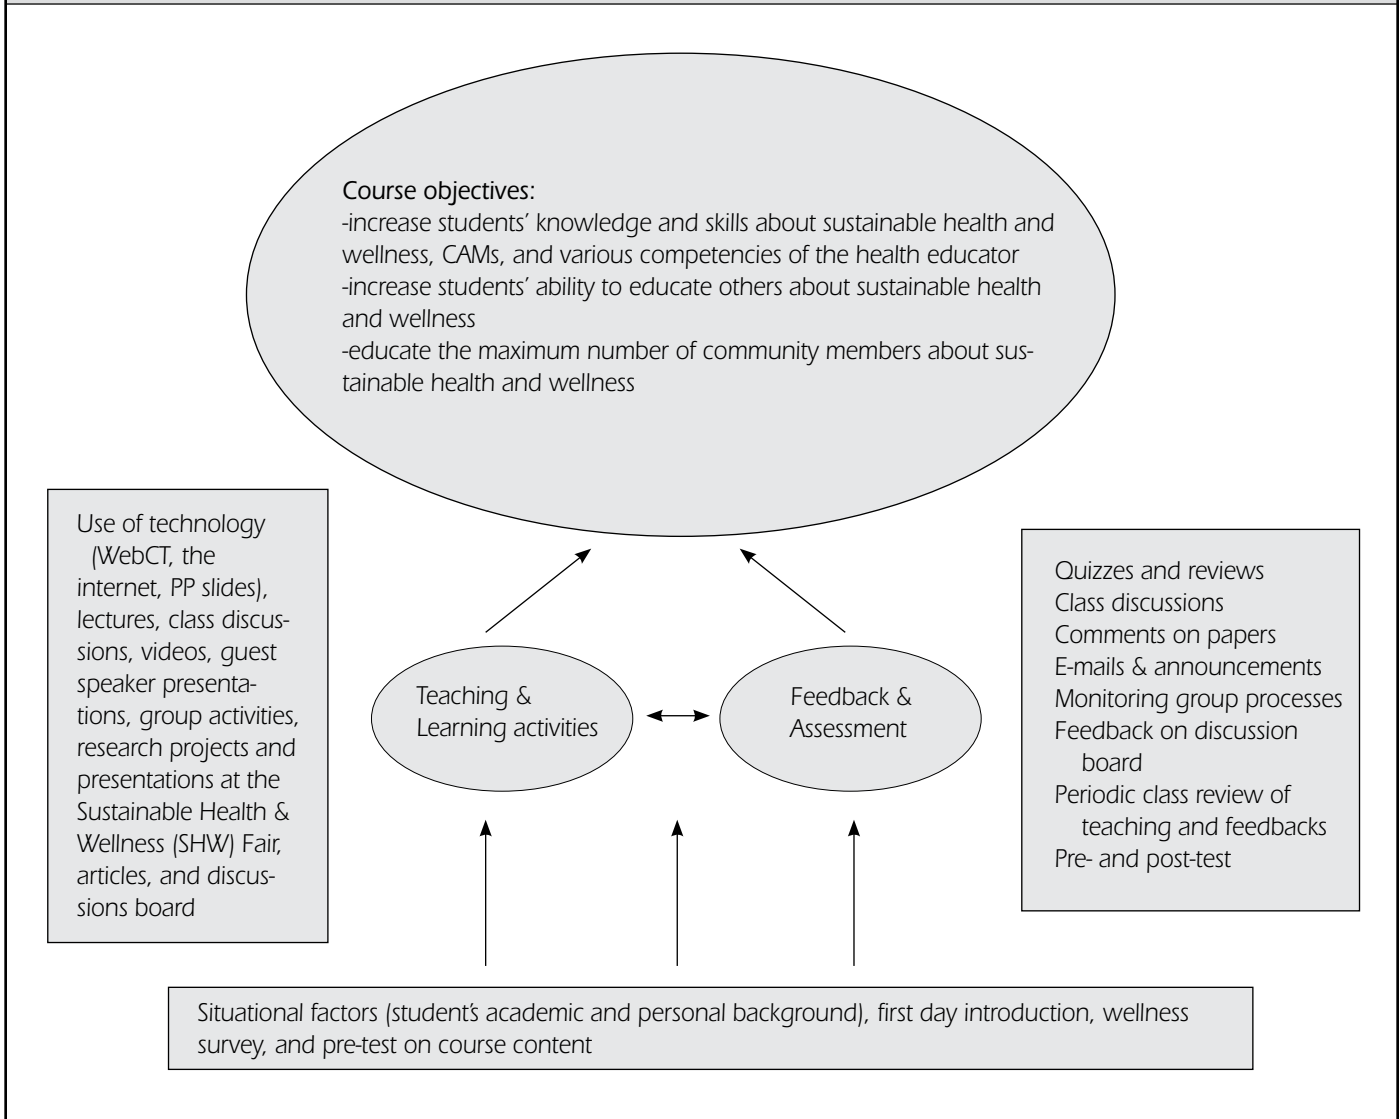 Course objectives:
-increase students' knowledge and skills about sustainable health and
wellness, CAMs, and various competencies of the health educator
-increase students' ability to educate others about sustainable health
and wellness
-educate the maximum number of community members about sus-
tainable health and wellness
Use of technology
(WebCT, the
internet, PP slides),
lectures, class discus-
sions, videos, guest
speaker presenta-
tions, group activities,
research projects and
presentations at the
Sustainable Health &
Wellness (SHW) Fair,
articles, and discus-
sions board
Teaching &
Learning activities
Feedback &
Assessment
Quizzes and reviews
Class discussions
Comments on papers
E-mails & announcements
Monitoring group processes
Feedback on discussion
board
Periodic class review of
teaching and feedbacks
Pre- and post-test
Situational factors (student's academic and personal background), first day introduction, wellness
survey, and pre-test on course content